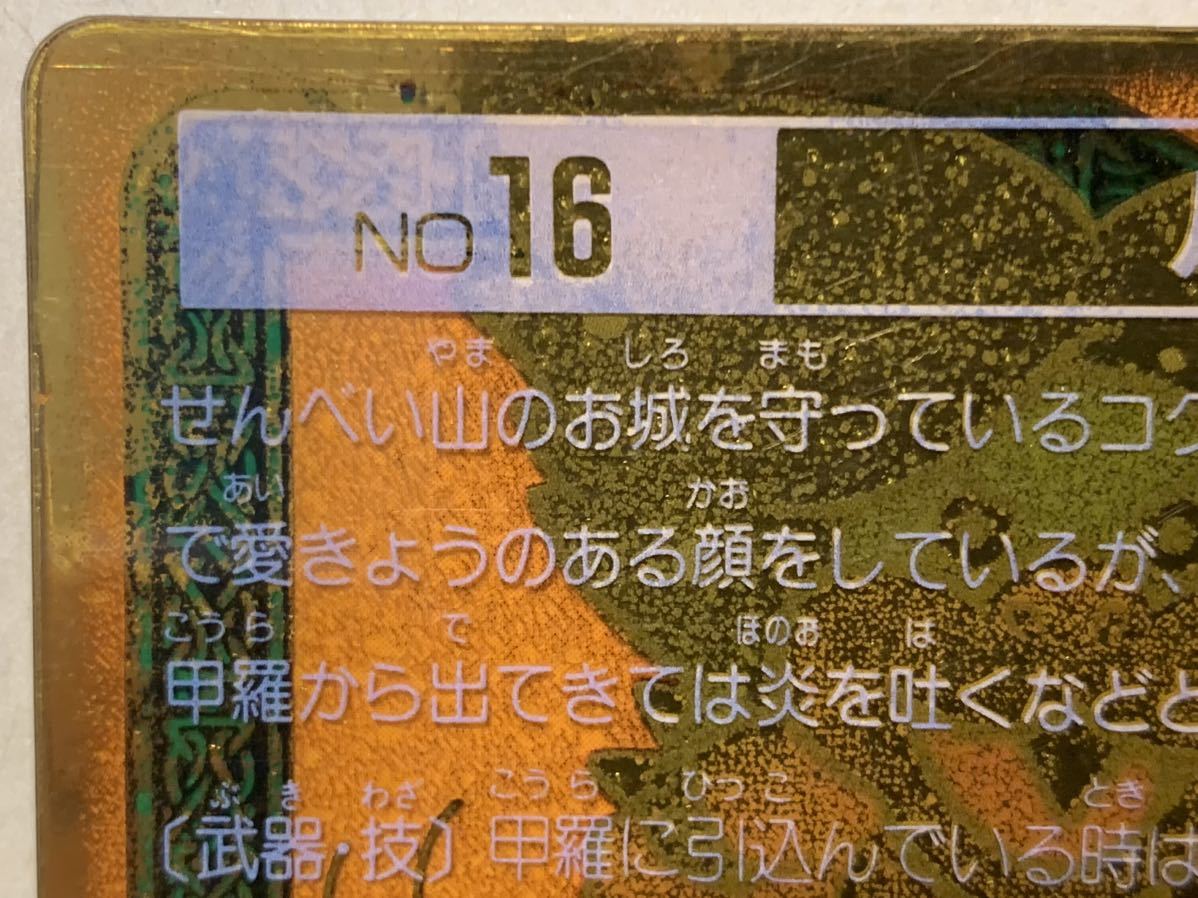 NO 16
やま しろ まも
せんべい山のお城を守っているコク
あい かお
で愛きょうのある顔をしているが、
こうら で ほのお は
甲羅から出てきては炎を吐くなどと
ぶき わざ こうら ひっこ とき
〔武器・技〕甲羅に引込んでいる時は